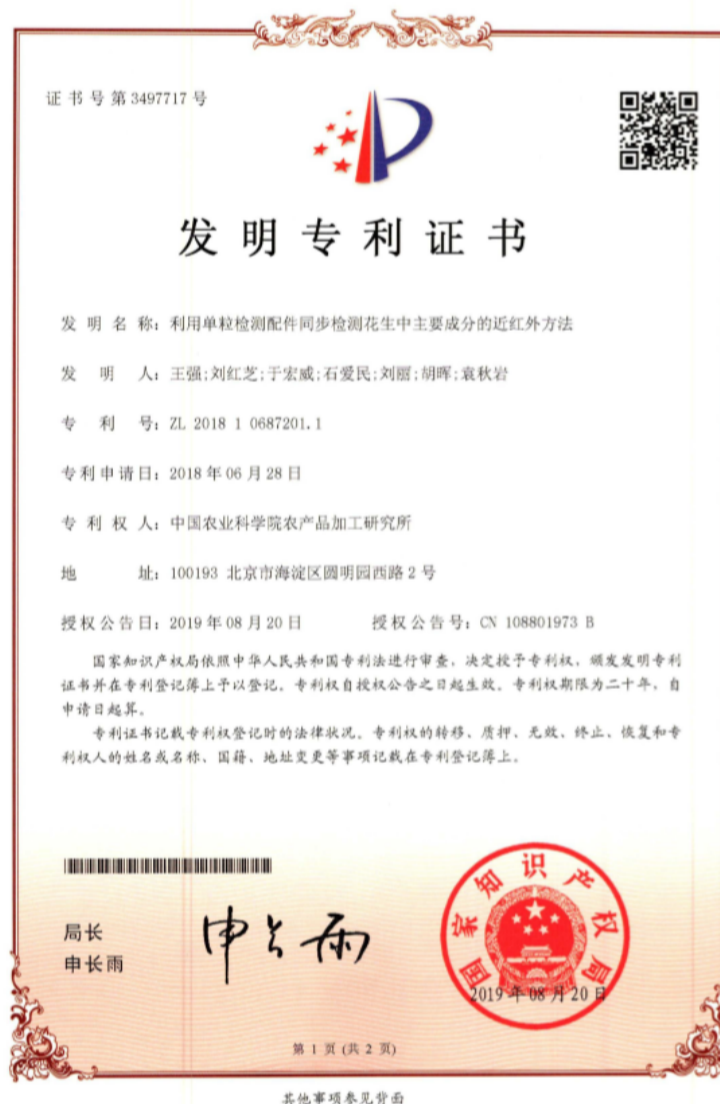 证书号第3497717号
发明专利证书
发明名称：利用单粒检测配件同步检测花生中主要成分的近红外方法
发明人：王强;刘红芝;于宏威;石爱民;刘丽;胡晖;袁秋岩
专利号：ZL 2018 1 0687201.1
专利申请日：2018年06月28日
专利权人：中国农业科学院农产品加工研究所
地址：100193 北京市海淀区圆明园西路2号
授权公告日：2019年08月20日 授权公告号：CN 108801973 B
国家知识产权局依照中华人民共和国专利法进行审查，决定授予专利权，颁发发明专利
证书并在专利登记簿上予以登记。专利权自授权公告之日起生效。专利权期限为二十年，自
申请日起算。
专利证书记载专利权登记时的法律状况。专利权的转移、质押、无效、终止、恢复和专
利权人的姓名或名称、国籍、地址变更等事项记载在专利登记簿上。
局长
申长雨
申长雨
国家知识产权局
2019年08月20日
第 1 页 (共 2 页)
其他事项参见背面